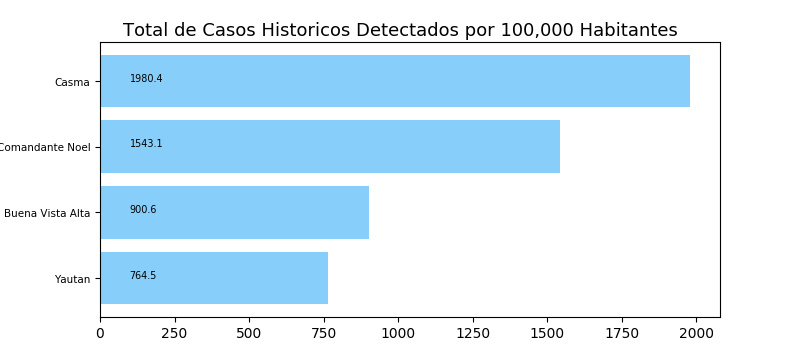 Total de Casos Historicos Detectados por 100,000 Habitantes
Casma 1980.4
Comandante Noel 1543.1
Buena Vista Alta 900.6
Yautan 764.5
0 250 500 750 1000 1250 1500 1750 2000